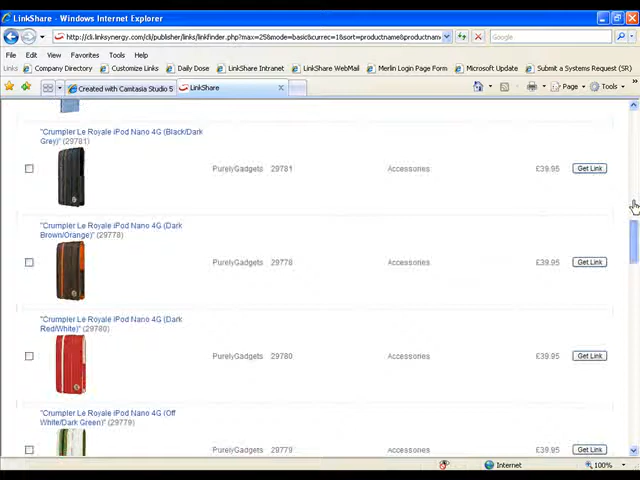 LinkShare - Windows Internet Explorer
http://cli.linksynergy.com/cli/publisher/links/linkfinder.php?max=25&mode=basic&currec=1&sort=productname&productnam
Google
File Edit View Favorites Tools Help
Links Company Directory Customize Links Daily Dose LinkShare Intranet LinkShare WebMail Merlin Login Page Form Microsoft Update Submit a Systems Request (SR)
Created with Camtasia Studio 5 LinkShare Page Tools
"Crumpler Le Royale iPod Nano 4G (Black/Dark
Grey)" (29781)
PurelyGadgets 29781 Accessories £39.95 Get Link
"Crumpler Le Royale iPod Nano 4G (Dark
Brown/Orange)" (29778)
PurelyGadgets 29778 Accessories £39.95 Get Link
"Crumpler Le Royale iPod Nano 4G (Dark
Red/White)" (29780)
PurelyGadgets 29780 Accessories £39.95 Get Link
"Crumpler Le Royale iPod Nano 4G (Off
White/Dark Green)" (29779)
PurelyGadgets 29779 Accessories £39.95 Get Link
Internet 100%